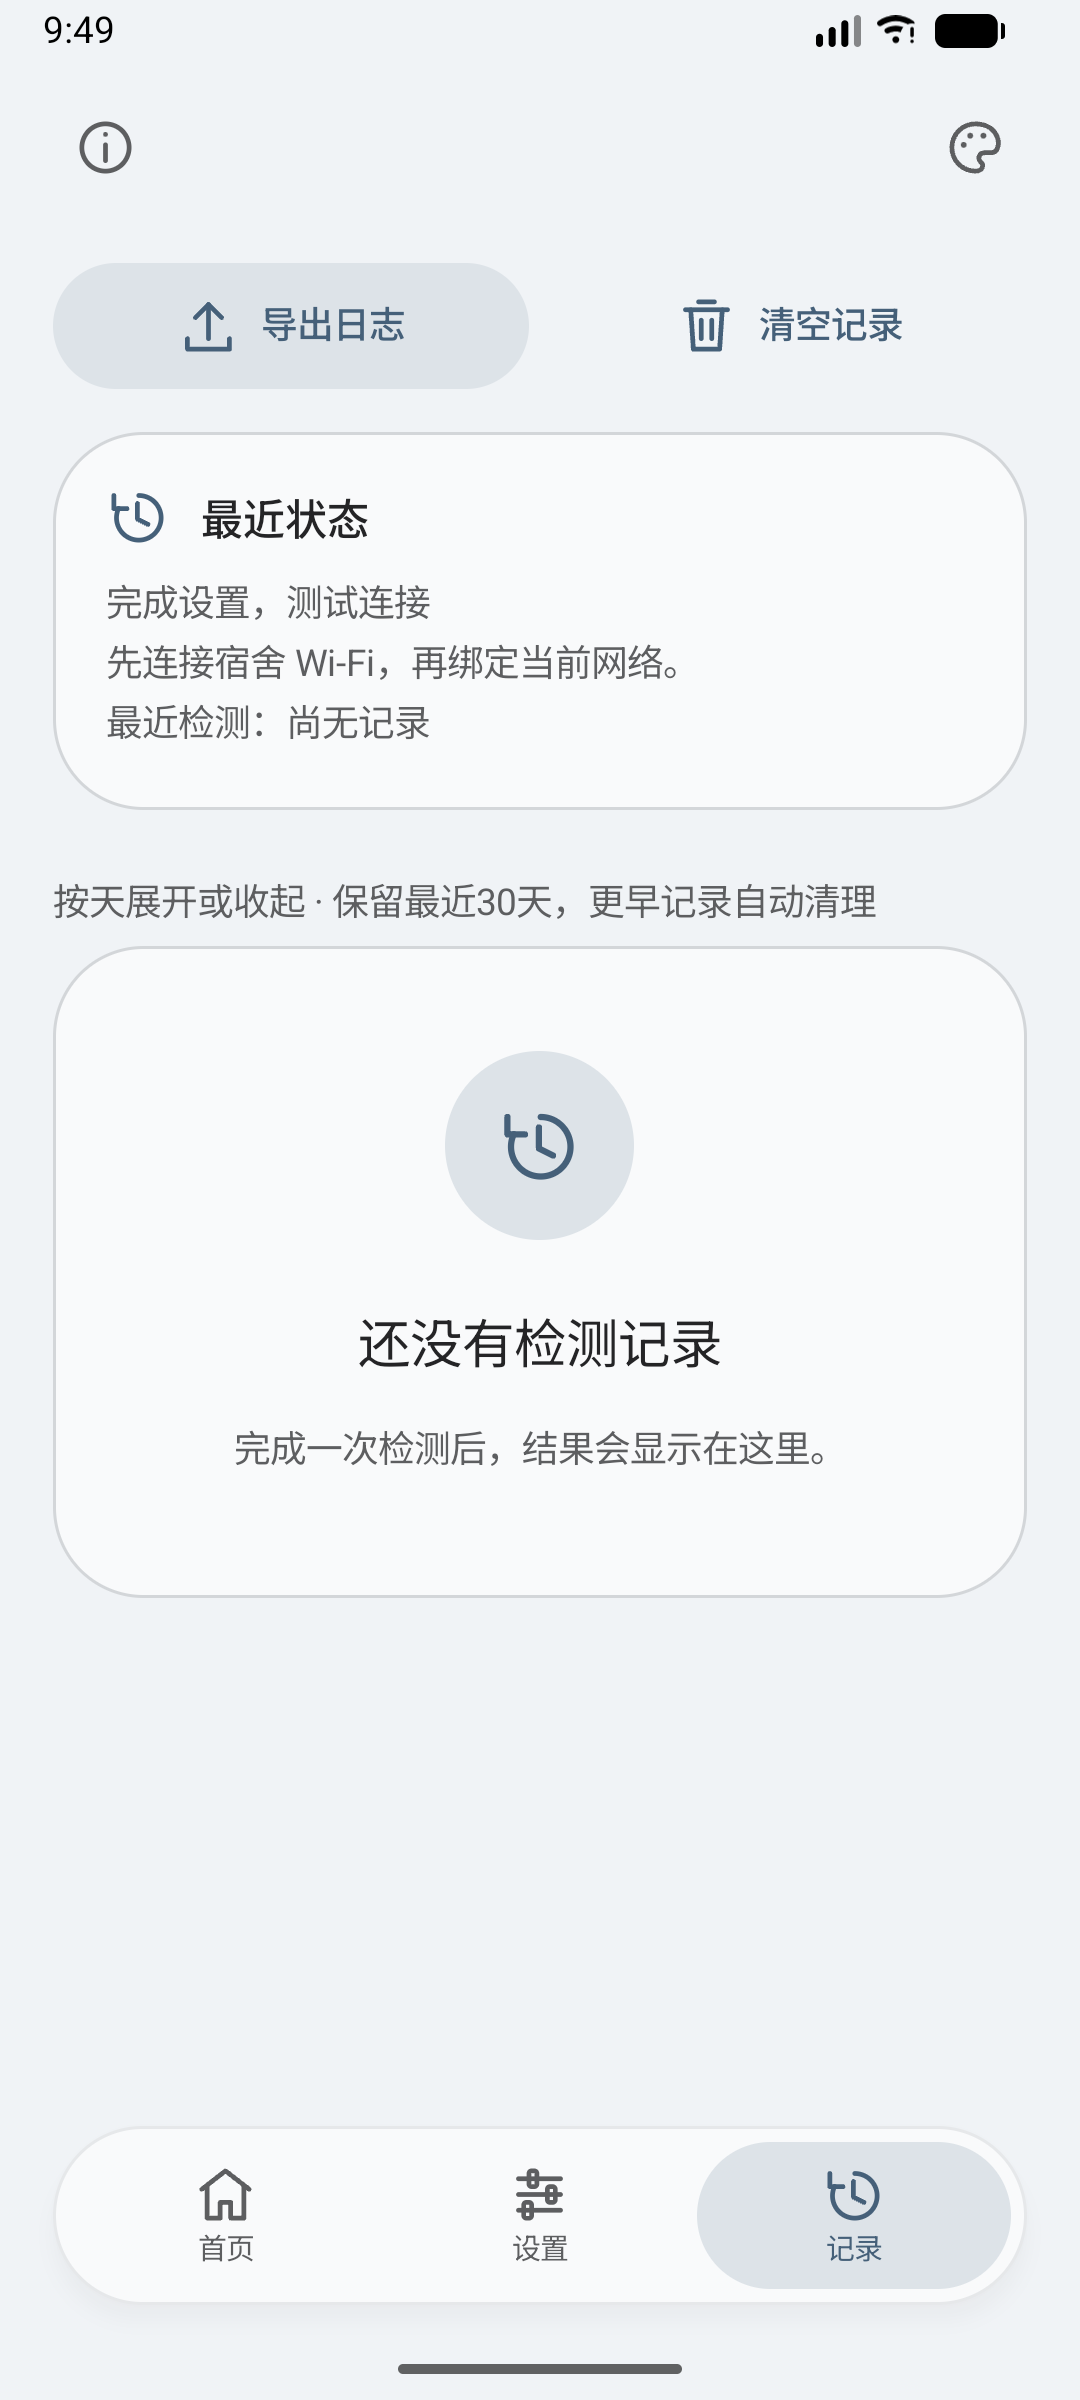 9:49
导出日志
清空记录
最近状态
完成设置，测试连接
先连接宿舍 Wi-Fi，再绑定当前网络。
最近检测：尚无记录
按天展开或收起 · 保留最近30天，更早记录自动清理
还没有检测记录
完成一次检测后，结果会显示在这里。
首页
设置
记录